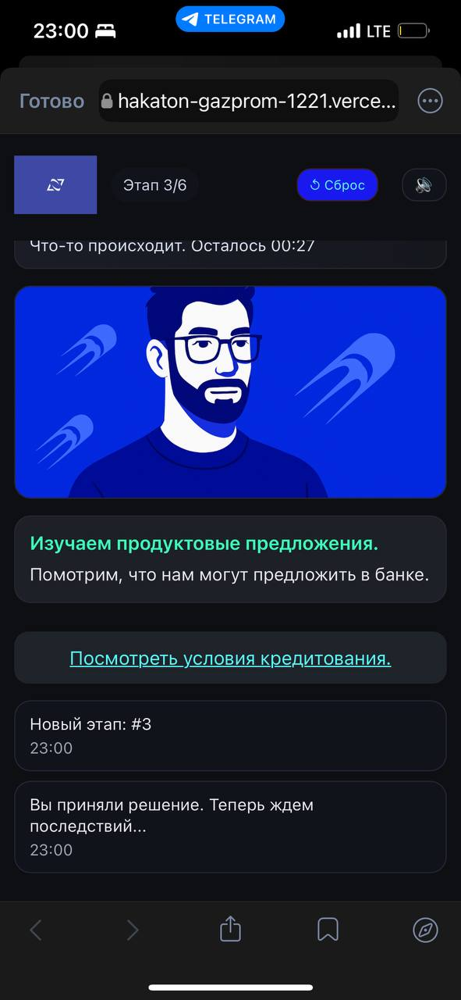 23:00
TELEGRAM
LTE
Готово
hakaton-gazprom-1221.verce...
Этап 3/6
Сброс
Что-то происходит. Осталось 00:27
Изучаем продуктовые предложения.
Помотрим, что нам могут предложить в банке.
Посмотреть условия кредитования.
Новый этап: #3
23:00
Вы приняли решение. Теперь ждем
последствий...
23:00